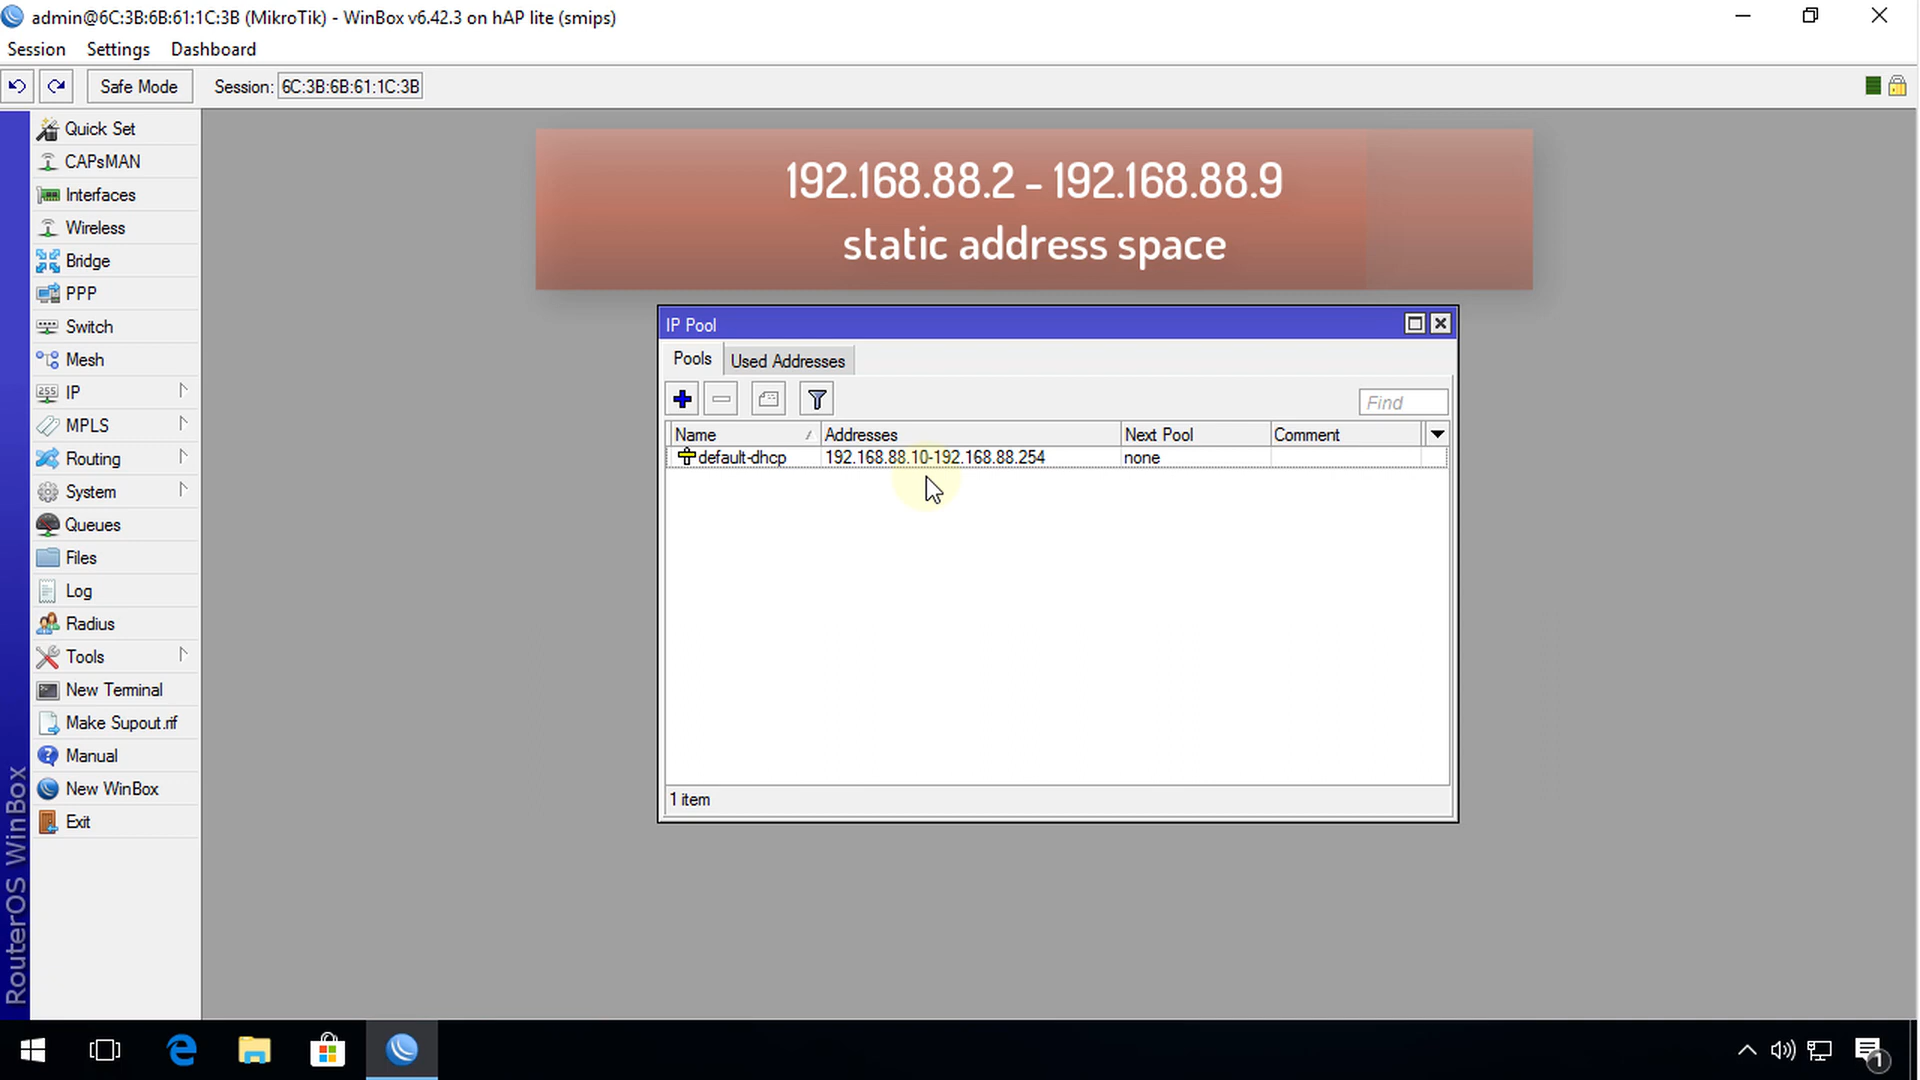 admin@6C:3B:6B:61:1C:3B (MikroTik) - WinBox v6.42.3 on hAP lite (smips)
Session Settings Dashboard
Safe Mode Session: 6C:3B:6B:61:1C:3B
Quick Set
CAPsMAN
Interfaces
Wireless
Bridge
PPP
Switch
Mesh
255 IP
MPLS
Routing
System
Queues
Files
Log
Radius
Tools
New Terminal
Make Supout.rif
Manual
New WinBox
Exit
RouterOS WinBox
192.168.88.2 - 192.168.88.9
static address space
IP Pool
Pools Used Addresses
Find
Name Addresses Next Pool Comment
default-dhcp 192.168.88.10-192.168.88.254 none
1 item
1